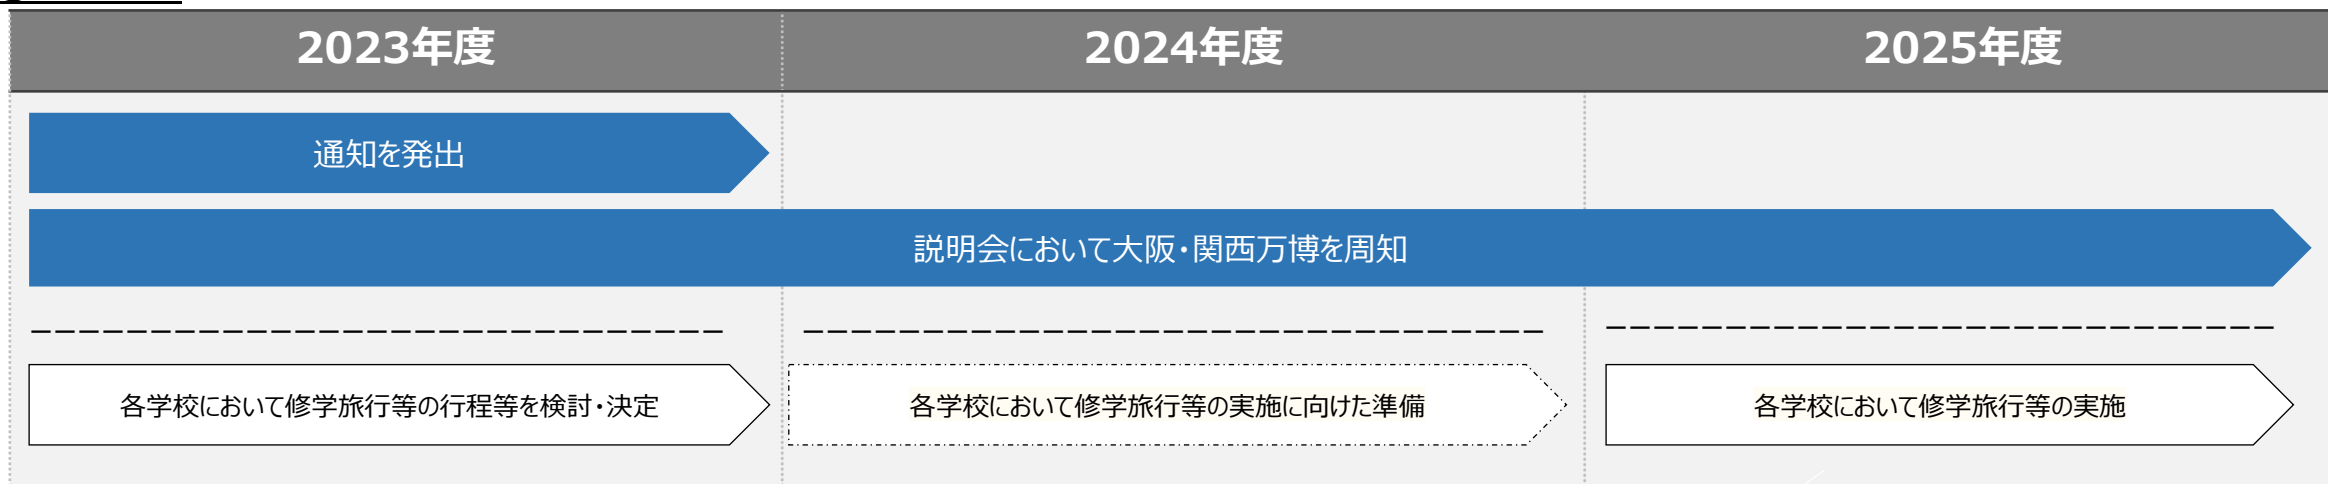 2023年度
2024年度
2025年度
通知を発出
説明会において大阪・関西万博を周知
各学校において修学旅行等の行程等を検討・決定
各学校において修学旅行等の実施に向けた準備
各学校において修学旅行等の実施